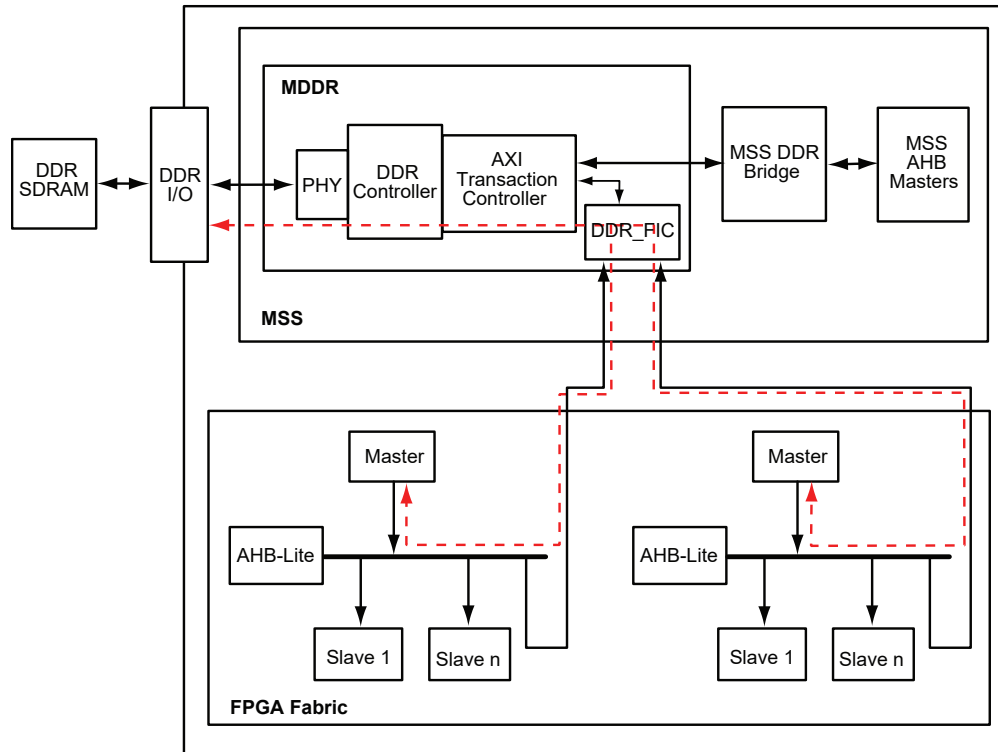 MDDR
DDR
SDRAM
DDR
I/O
PHY
DDR
Controller
AXI
Transaction
Controller
DDR_FIC
MSS DDR
Bridge
MSS
AHB
Masters
MSS
Master
AHB-Lite
Slave 1
Slave n
Master
AHB-Lite
Slave 1
Slave n
FPGA Fabric